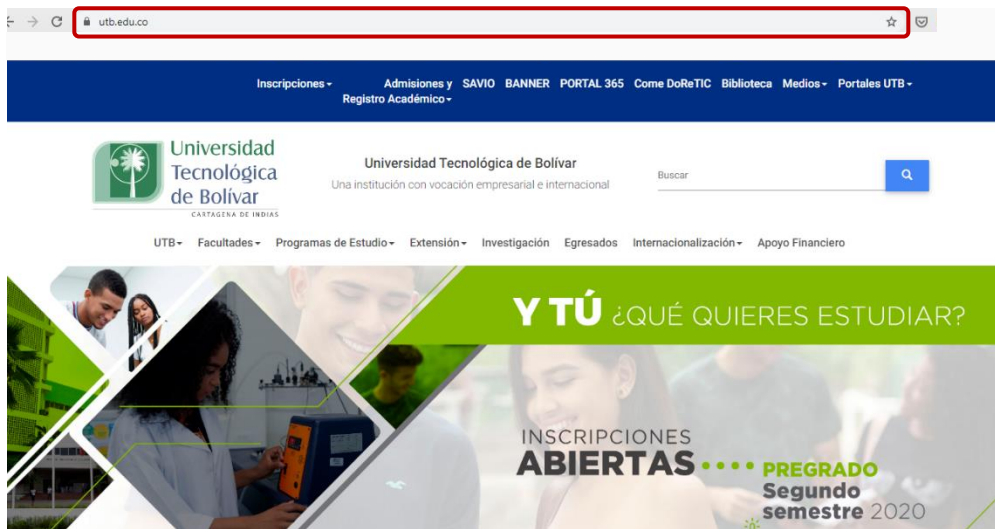 utb.edu.co
Inscripciones Admisiones y SAVIO BANNER PORTAL 365 Come DoReTIC Biblioteca Medios Portales UTB
Registro Académico
Universidad
Tecnológica
de Bolívar
CARTAGENA DE INDIAS
Universidad Tecnológica de Bolívar
Una institución con vocación empresarial e internacional
Buscar
UTB Facultades Programas de Estudio Extensión Investigación Egresados Internacionalización Apoyo Financiero
Y TÚ ¿QUÉ QUIERES ESTUDIAR?
INSCRIPCIONES
ABIERTAS
PREGRADO
Segundo
semestre 2020